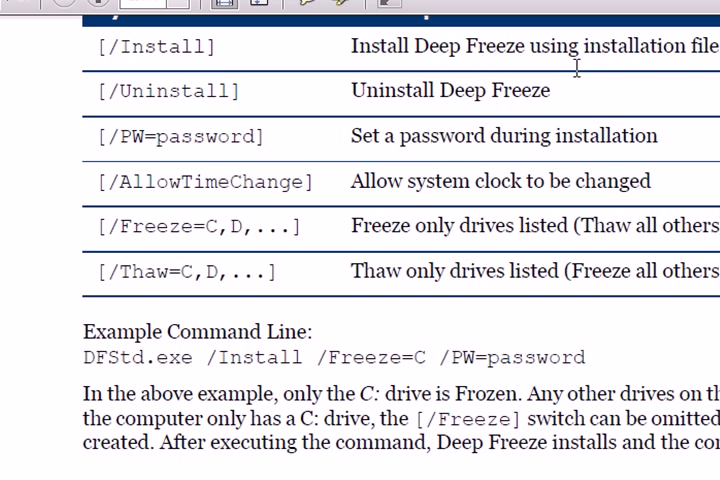 [/Install] Install Deep Freeze using installation file
[/Uninstall] Uninstall Deep Freeze
[/PW=password] Set a password during installation
[/AllowTimeChange] Allow system clock to be changed
[/Freeze=C,D,...] Freeze only drives listed (Thaw all others
[/Thaw=C,D,...] Thaw only drives listed (Freeze all others
Example Command Line:
DFStd.exe /Install /Freeze=C /PW=password
In the above example, only the C: drive is Frozen. Any other drives on th
the computer only has a C: drive, the [/Freeze] switch can be omitted
created. After executing the command, Deep Freeze installs and the co